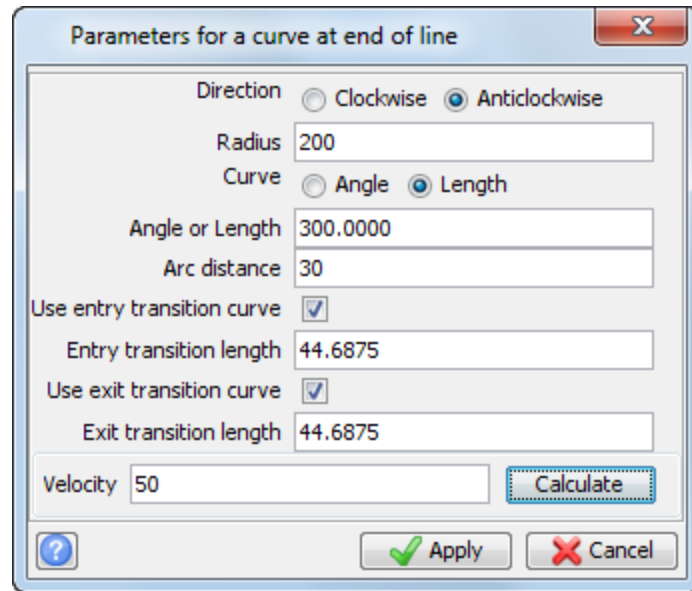 Parameters for a curve at end of line
Direction Clockwise Anticlockwise
Radius 200
Curve Angle Length
Angle or Length 300.0000
Arc distance 30
Use entry transition curve
Entry transition length 44.6875
Use exit transition curve
Exit transition length 44.6875
Velocity 50 Calculate
? Apply Cancel